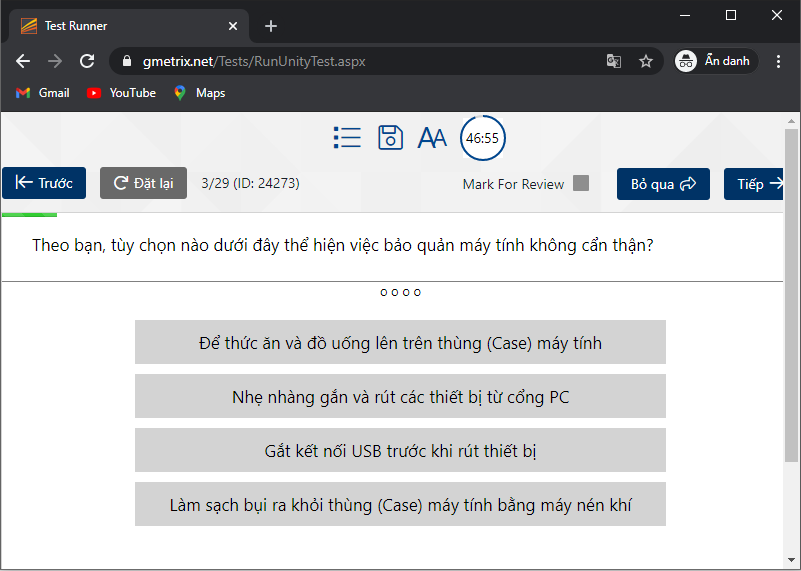 Test Runner
gmetrix.net/Tests/RunUnityTest.aspx
Ẩn danh
Gmail YouTube Maps
AA 46:55
Trước Đặt lại 3/29 (ID: 24273) Mark For Review Bỏ qua Tiếp
Theo bạn, tùy chọn nào dưới đây thể hiện việc bảo quản máy tính không cẩn thận?
Để thức ăn và đồ uống lên trên thùng (Case) máy tính
Nhẹ nhàng gắn và rút các thiết bị từ cổng PC
Gắt kết nối USB trước khi rút thiết bị
Làm sạch bụi ra khỏi thùng (Case) máy tính bằng máy nén khí